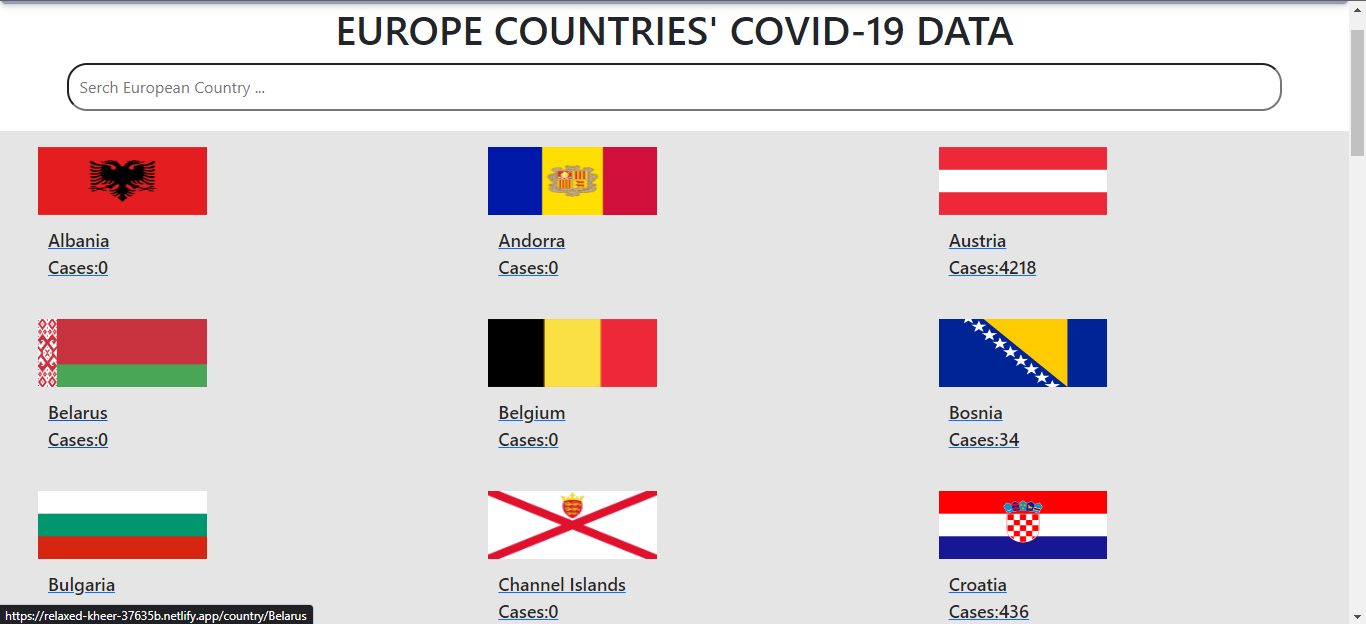 EUROPE COUNTRIES' COVID-19 DATA
Serch European Country ...
Albania
Cases:0
Andorra
Cases:0
Austria
Cases:4218
Belarus
Cases:0
Belgium
Cases:0
Bosnia
Cases:34
Bulgaria
Channel Islands
Cases:0
Croatia
Cases:436
https://relaxed-kheer-37635b.netlify.app/country/Belarus